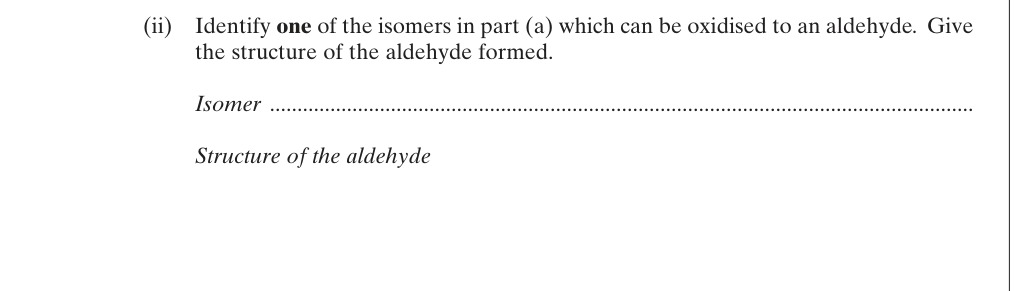 (ii) Identify one of the isomers in part (a) which can be oxidised to an aldehyde. Give
the structure of the aldehyde formed.
Isomer ................................................................................................................
Structure of the aldehyde